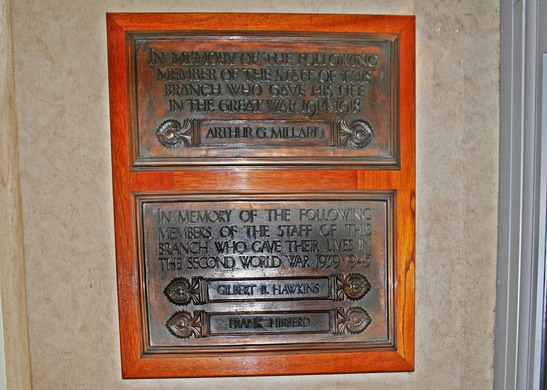 IN MEMORY OF THE FOLLOWING
MEMBER OF THE STAFF OF THIS
BRANCH WHO GAVE HIS LIFE
IN THE GREAT WAR 1914-1918
ARTHUR G. MILLARD
IN MEMORY OF THE FOLLOWING
MEMBERS OF THE STAFF OF THIS
BRANCH WHO GAVE THEIR LIVES IN
THE SECOND WORLD WAR 1939-1945
GILBERT B. HAWKINS
FRANK HIBBERD